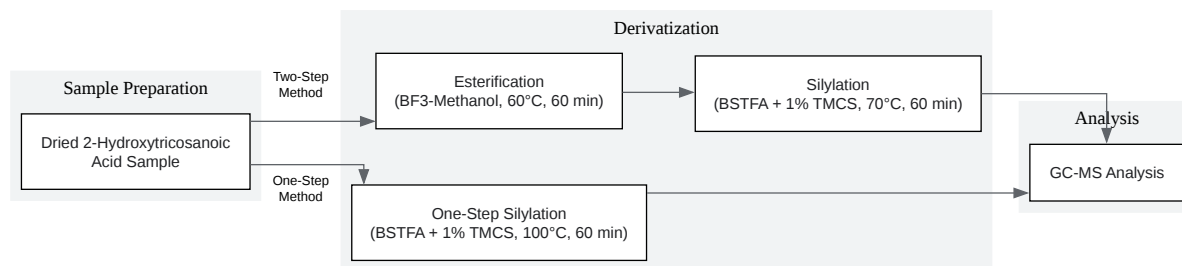 Derivatization
Sample Preparation
Two-Step
Method
Esterification
(BF3-Methanol, 60°C, 60 min)
Silylation
(BSTFA + 1% TMCS, 70°C, 60 min)
Analysis
Dried 2-Hydroxytricosanoic
Acid Sample
GC-MS Analysis
One-Step
Method
One-Step Silylation
(BSTFA + 1% TMCS, 100°C, 60 min)